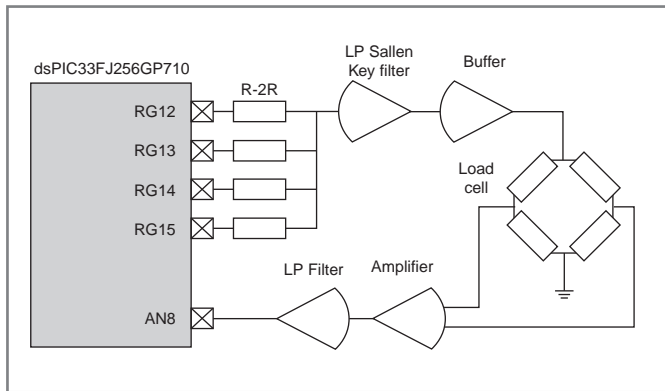 dsPIC33FJ256GP710
R-2R
LP Sallen
Key filter
Buffer
RG12
RG13
RG14
RG15
Load
cell
LP Filter
Amplifier
AN8